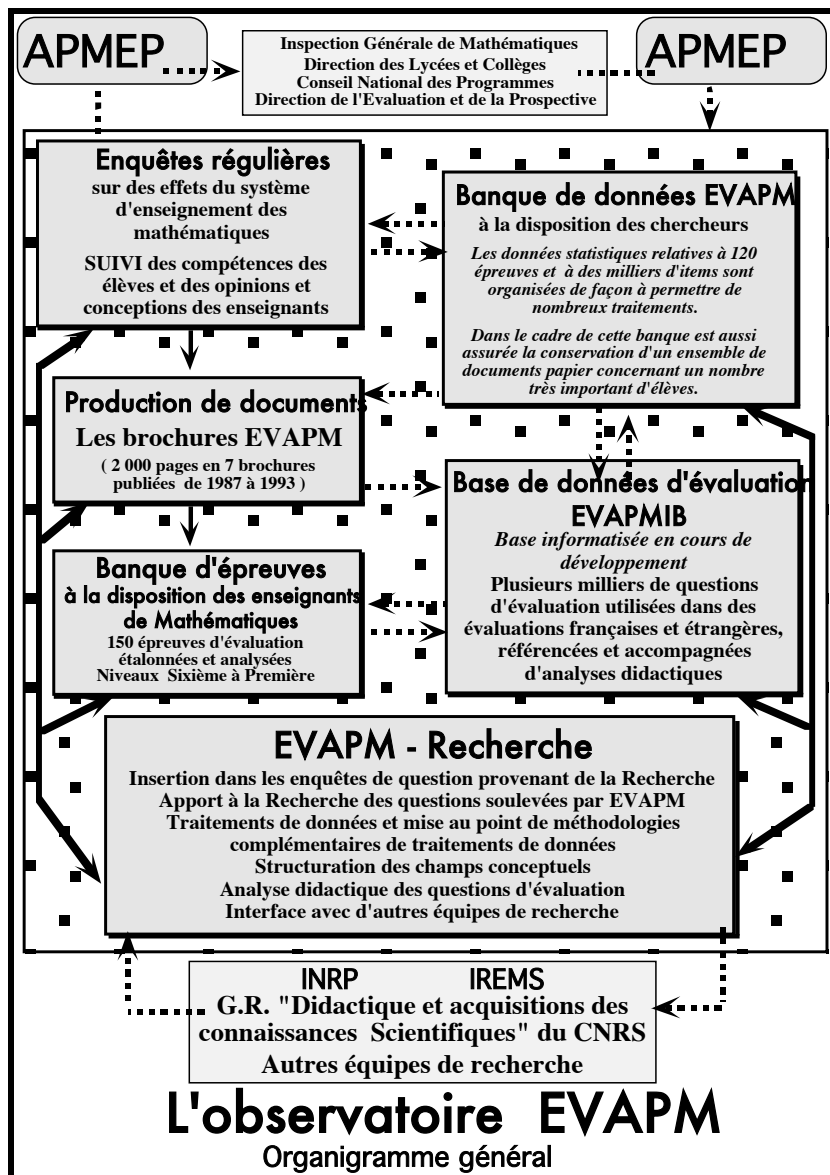 APMEP
Inspection Générale de Mathématiques
Direction des Lycées et Collèges
Conseil National des Programmes
Direction de l'Evaluation et de la Prospective
APMEP
Enquêtes régulières
sur des effets du système
d'enseignement des
mathématiques
SUIVI des compétences des
élèves et des opinions et
conceptions des enseignants
Banque de données EVAPM
à la disposition des chercheurs
Les données statistiques relatives à 120
épreuves et à des milliers d'items sont
organisées de façon à permettre de
nombreux traitements.
Dans le cadre de cette banque est aussi
assurée la conservation d'un ensemble de
documents papier concernant un nombre
très important d'élèves.
Production de documents
Les brochures EVAPM
( 2 000 pages en 7 brochures
publiées de 1987 à 1993 )
Base de données d'évaluation
EVAPMIB
Base informatisée en cours de
développement
Plusieurs milliers de questions
d'évaluation utilisées dans des
évaluations françaises et étrangères,
référencées et accompagnées
d'analyses didactiques
Banque d'épreuves
à la disposition des enseignants
de Mathématiques
150 épreuves d'évaluation
étalonnées et analysées
Niveaux Sixième à Première
EVAPM - Recherche
Insertion dans les enquêtes de question provenant de la Recherche
Apport à la Recherche des questions soulevées par EVAPM
Traitements de données et mise au point de méthodologies
complémentaires de traitements de données
Structuration des champs conceptuels
Analyse didactique des questions d'évaluation
Interface avec d'autres équipes de recherche
INRP IREMS
G.R. "Didactique et acquisitions des
connaissances Scientifiques" du CNRS
Autres équipes de recherche
L'observatoire EVAPM
Organigramme général